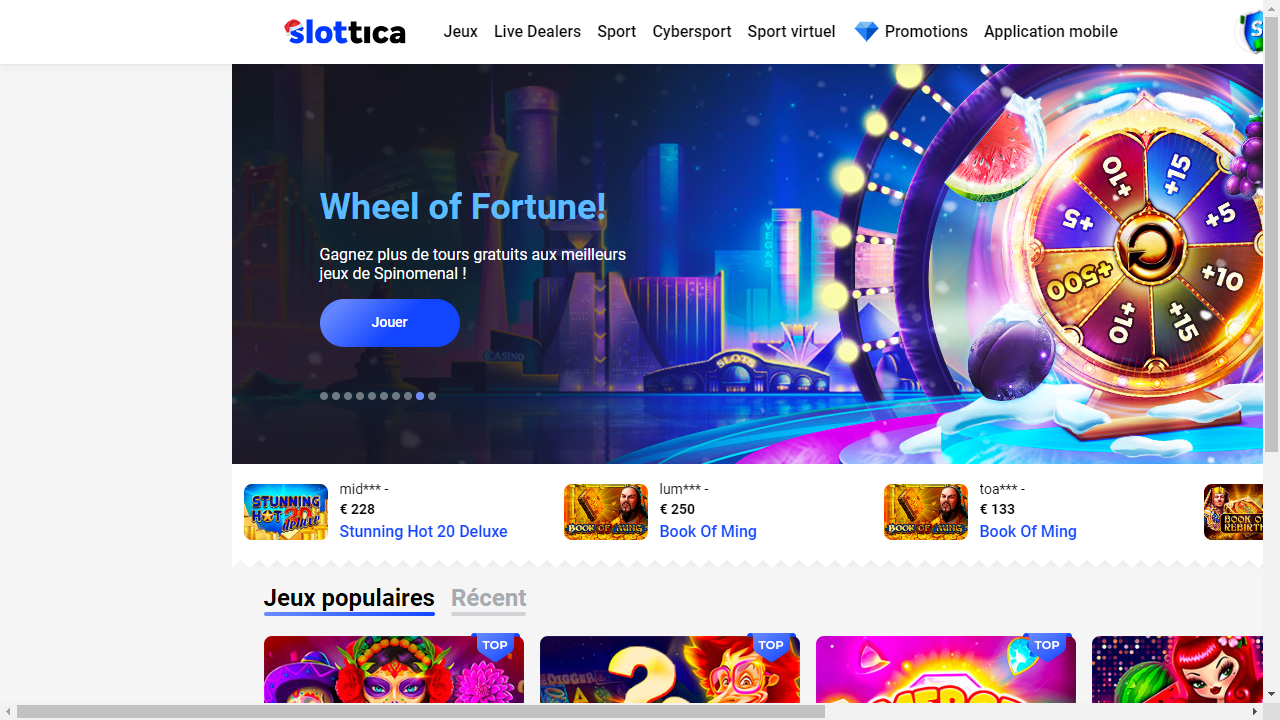 slottica
Jeux
Live Dealers
Sport
Cybersport
Sport virtuel
Promotions
Application mobile
Wheel of Fortune!
Gagnez plus de tours gratuits aux meilleurs
jeux de Spinomenal !
Jouer
CASINO
VEGAS
SLOTS
+10
+15
+5
+5
+10
+500
+10
+15
STUNNING
HOT 20
deluxe
mid*** -
€ 228
Stunning Hot 20 Deluxe
BOOK OF MING
lum*** -
€ 250
Book Of Ming
BOOK OF MING
toa*** -
€ 133
Book Of Ming
Jeux populaires
Récent
TOP
TOP
TOP